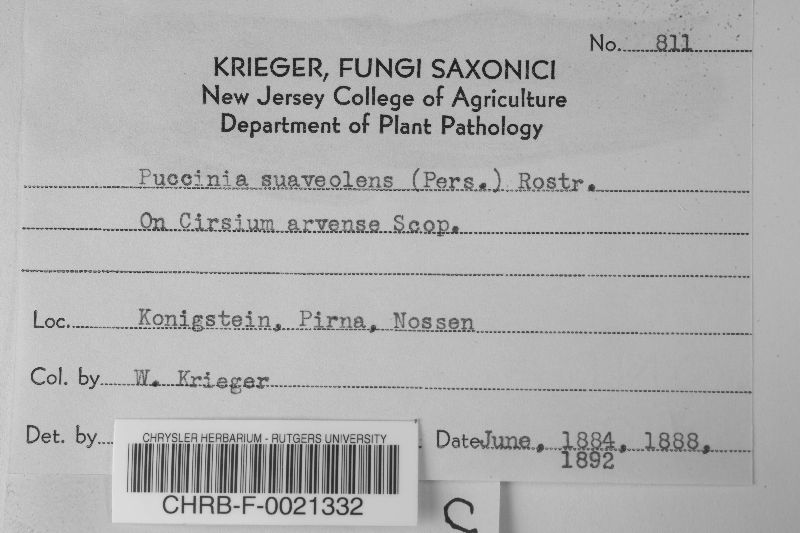 No. 811
KRIEGER, FUNGI SAXONICI
New Jersey College of Agriculture
Department of Plant Pathology
Puccinia suaveolens (Pers.) Rostr.
On Cirsium arvense Scop.
Loc. Konigstein, Pirna, Nossen
Col. by W. Krieger
Det. by Date June, 1884, 1888,
1892
CHRYSLER HERBARIUM - RUTGERS UNIVERSITY
CHRB-F-0021332